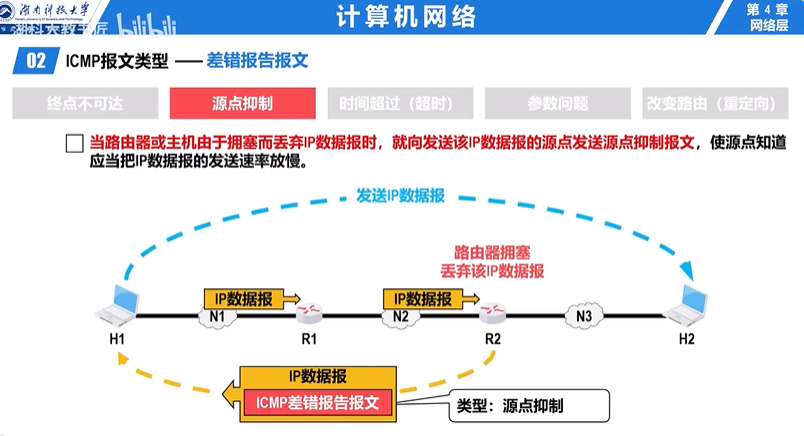 湖南科技大学
湖科大教书匠
bilibili
计算机网络
第 4 章
网络层
02 ICMP报文类型 —— 差错报告报文
终点不可达 源点抑制 时间超过（超时） 参数问题 改变路由（重定向）
当路由器或主机由于拥塞而丢弃IP数据报时，就向发送该IP数据报的源点发送源点抑制报文，使源点知道
应当把IP数据报的发送速率放慢。
发送IP数据报
路由器拥塞
丢弃该IP数据报
IP数据报 IP数据报
N1 N2 N3
H1 R1 R2 H2
IP数据报
ICMP差错报告报文
类型：源点抑制